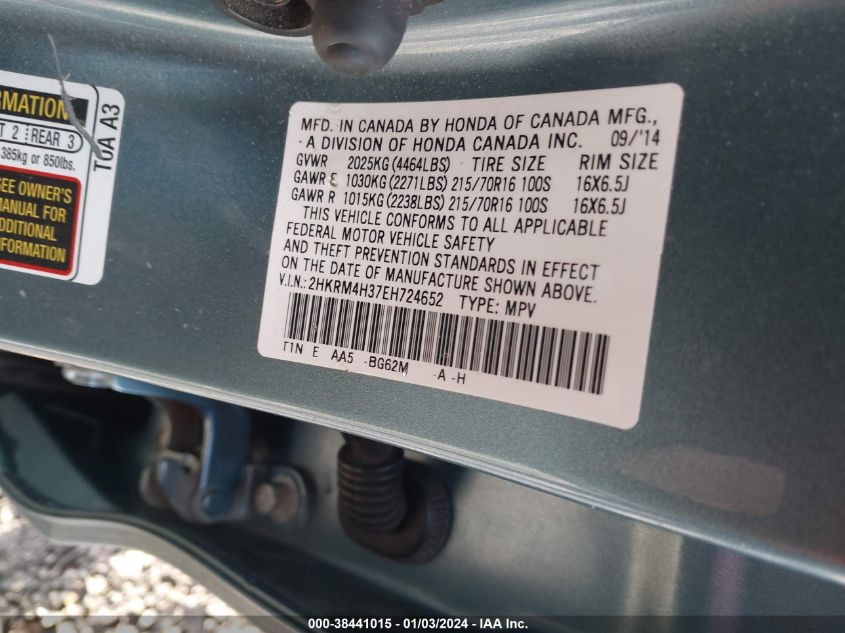 RMATION
T 2 REAR 3
385kg or 850lbs.
SEE OWNER'S
MANUAL FOR
ADDITIONAL
INFORMATION
T0A A3
MFD. IN CANADA BY HONDA OF CANADA MFG.,
A DIVISION OF HONDA CANADA INC. 09/'14
GVWR 2025KG (4464LBS) TIRE SIZE RIM SIZE
GAWR F 1030KG (2271LBS) 215/70R16 100S 16X6.5J
GAWR R 1015KG (2238LBS) 215/70R16 100S 16X6.5J
THIS VEHICLE CONFORMS TO ALL APPLICABLE
FEDERAL MOTOR VEHICLE SAFETY
AND THEFT PREVENTION STANDARDS IN EFFECT
ON THE DATE OF MANUFACTURE SHOWN ABOVE.
V.I.N.: 2HKRM4H37EH724652 TYPE: MPV
T1N E AA5 -BG62M -A -H
000-38441015 - 01/03/2024 - IAA Inc.